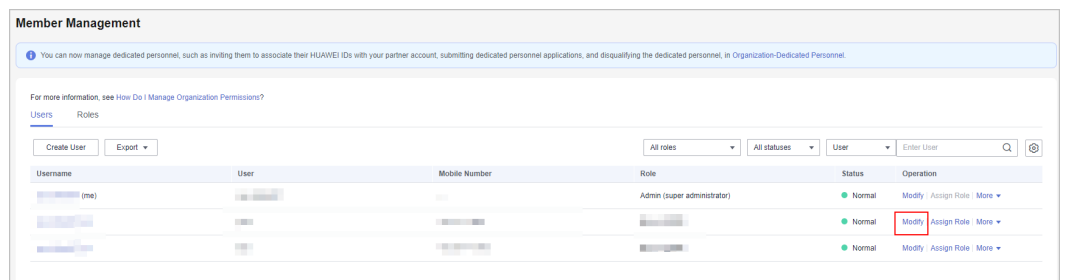 Member Management
You can now manage dedicated personnel, such as inviting them to associate their HUAWEI IDs with your partner account, submitting dedicated personnel applications, and disqualifying the dedicated personnel, in Organization-Dedicated Personnel.
For more information, see How Do I Manage Organization Permissions?
Users Roles
Create User Export All roles All statuses User Enter User
Username User Mobile Number Role Status Operation
(me) Admin (super administrator) Normal Modify Assign Role More
Normal Modify Assign Role More
Normal Modify Assign Role More